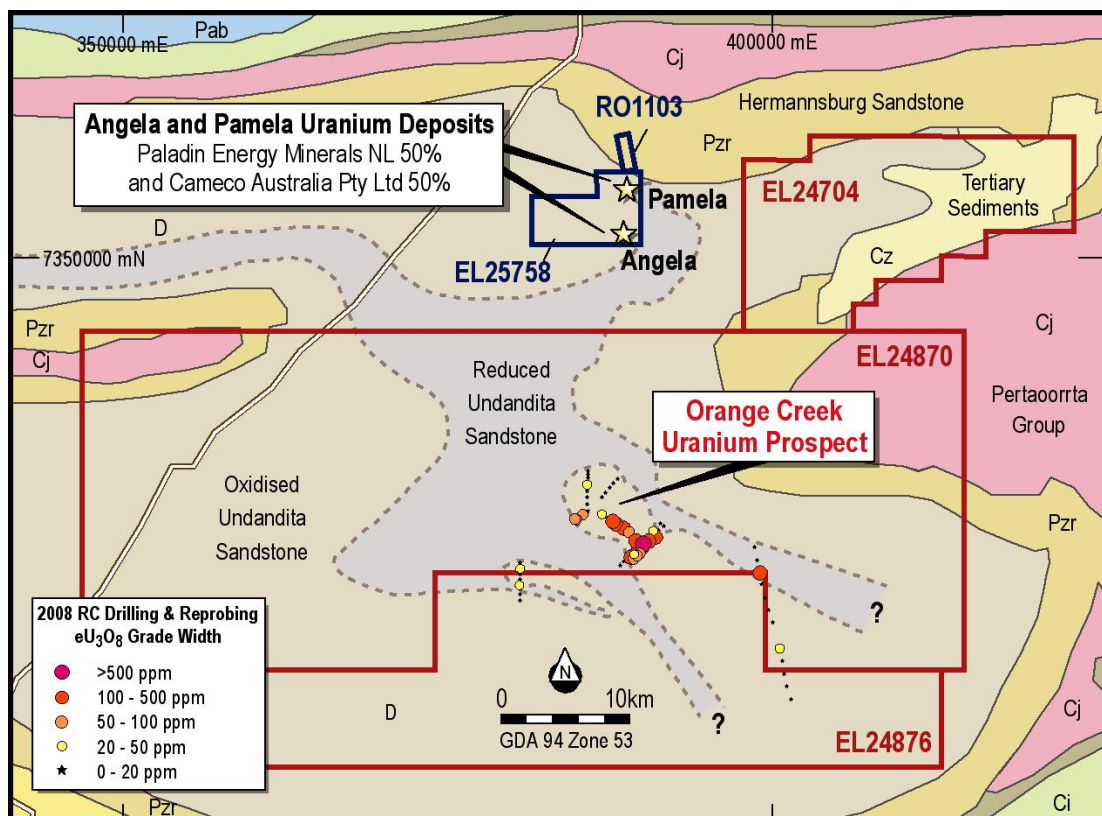 Pab
350000 mE
400000 mE
Cj
RO1103
Hermannsburg Sandstone
Angela and Pamela Uranium Deposits
Paladin Energy Minerals NL 50%
and Cameco Australia Pty Ltd 50%
Pzr
EL24704
Tertiary
Sediments
Pamela
D
Cz
7350000 mN
Angela
EL25758
Pzr
Cj
Cj
EL24870
Reduced
Undandita
Sandstone
Pertaoorrta
Group
Orange Creek
Uranium Prospect
Oxidised
Undandita
Sandstone
Pzr
2008 RC Drilling & Reprobing
eU₃O₈ Grade Width
>500 ppm
100 - 500 ppm
50 - 100 ppm
20 - 50 ppm
0 - 20 ppm
?
N
0 10km
GDA 94 Zone 53
D
?
Cj
EL24876
Pzr
Ci